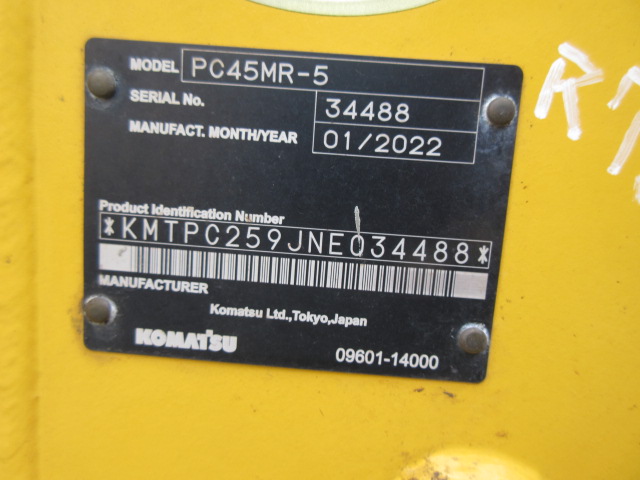 MODEL PC45MR-5
SERIAL No. 34488
MANUFACT. MONTH/YEAR 01/2022
Product Identification Number
*KMTPC259JNE034488*
MANUFACTURER
Komatsu Ltd.,Tokyo,Japan
KOMATSU
09601-14000